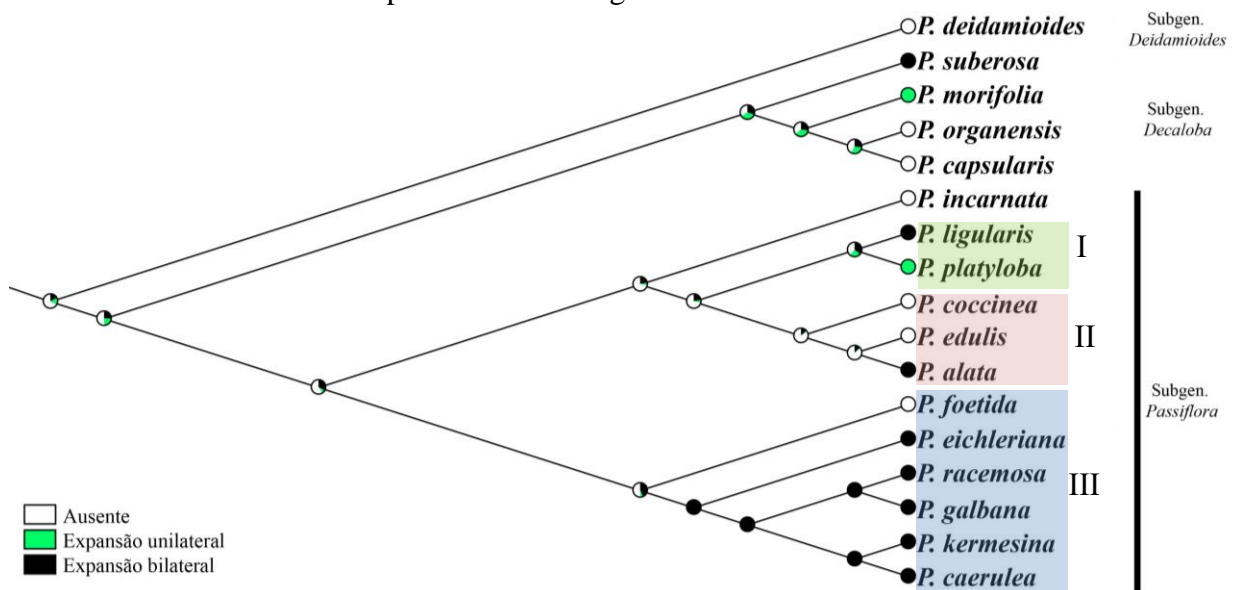 P. deidamioides
Subgen.
Deidamioides
P. suberosa
P. morifolia
Subgen.
Decaloba
P. organensis
P. capsularis
P. incarnata
P. ligularis
I
P. platyloba
P. coccinea
P. edulis
II
P. alata
Subgen.
Passiflora
P. foetida
P. eichleriana
P. racemosa
III
P. galbana
P. kermesina
P. caerulea
Ausente
Expansão unilateral
Expansão bilateral